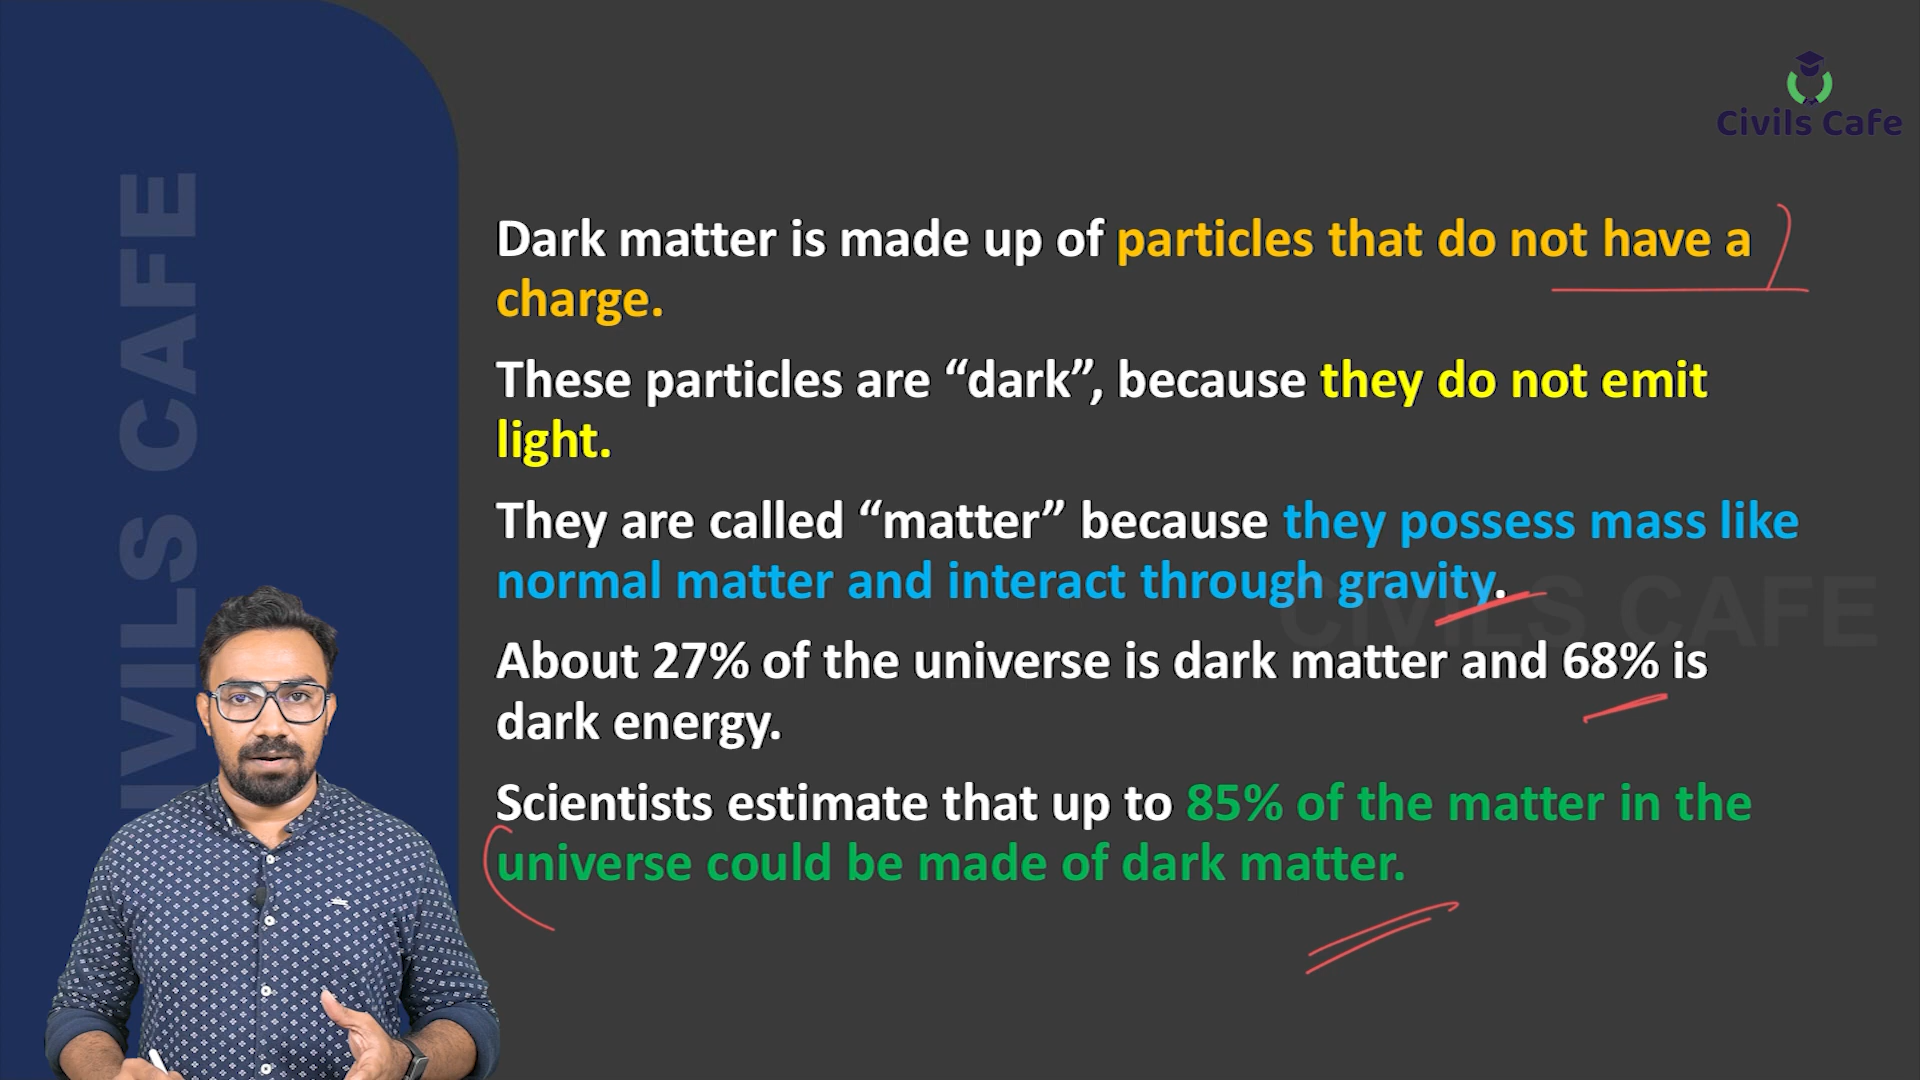 Civils Cafe
Dark matter is made up of particles that do not have a
charge.
These particles are “dark”, because they do not emit
light.
They are called “matter” because they possess mass like
normal matter and interact through gravity.
About 27% of the universe is dark matter and 68% is
dark energy.
Scientists estimate that up to 85% of the matter in the
universe could be made of dark matter.
IVILS CAFE
CIVILS CAFE